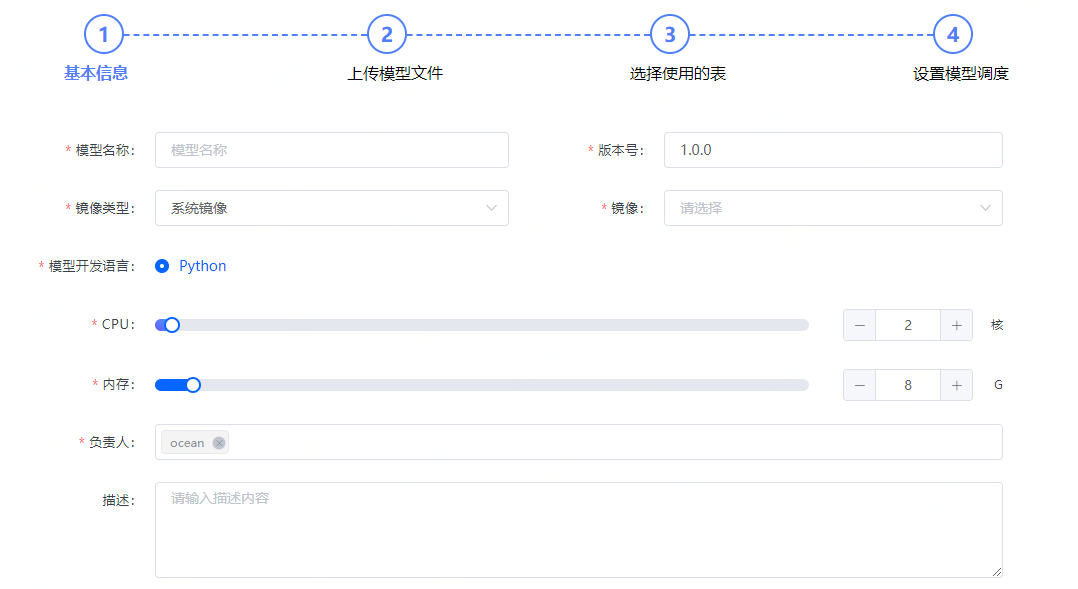 1 2 3 4
基本信息 上传模型文件 选择使用的表 设置模型调度
* 模型名称: 模型名称 * 版本号: 1.0.0
* 镜像类型: 系统镜像 * 镜像: 请选择
* 模型开发语言: Python
* CPU: − 2 + 核
* 内存: − 8 + G
* 负责人: ocean
描述: 请输入描述内容